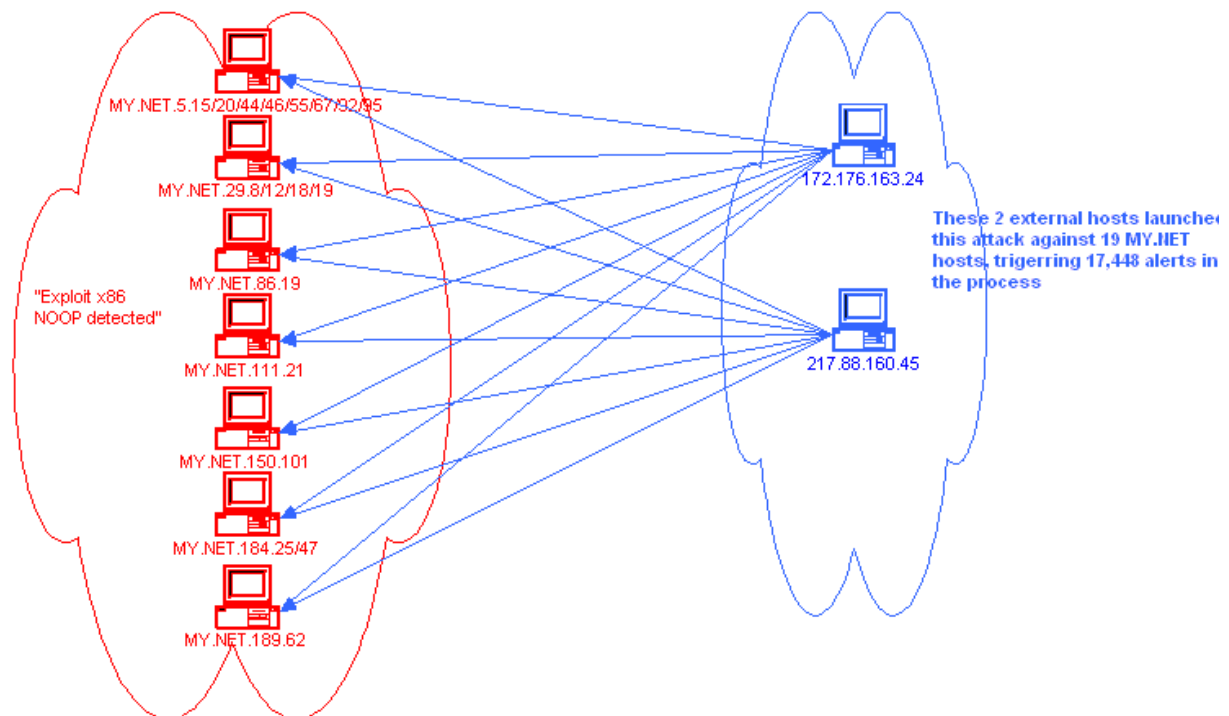 MY.NET.5.15/20/44/46/55/67/92/95
MY.NET.29.8/12/18/19
MY.NET.86.19
"Exploit x86
NOOP detected"
MY.NET.111.21
MY.NET.150.101
MY.NET.184.25/47
MY.NET.189.62
172.176.163.24
These 2 external hosts launched
this attack against 19 MY.NET
hosts, trigerring 17,448 alerts in
the process
217.88.160.45